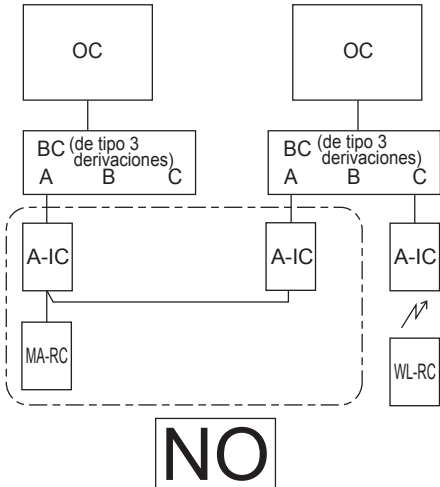 OC
OC
BC (de tipo 3 derivaciones)
A B C
BC (de tipo 3 derivaciones)
A B C
A-IC
A-IC
A-IC
MA-RC
WL-RC
NO